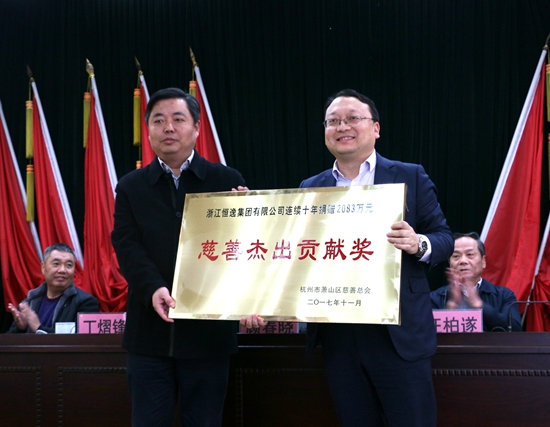 浙江恒逸集团有限公司连续十年捐赠2083万元
慈善杰出贡献奖
杭州市萧山区慈善总会
二〇一七年十一月
丁熠锋
春晓
柏遂